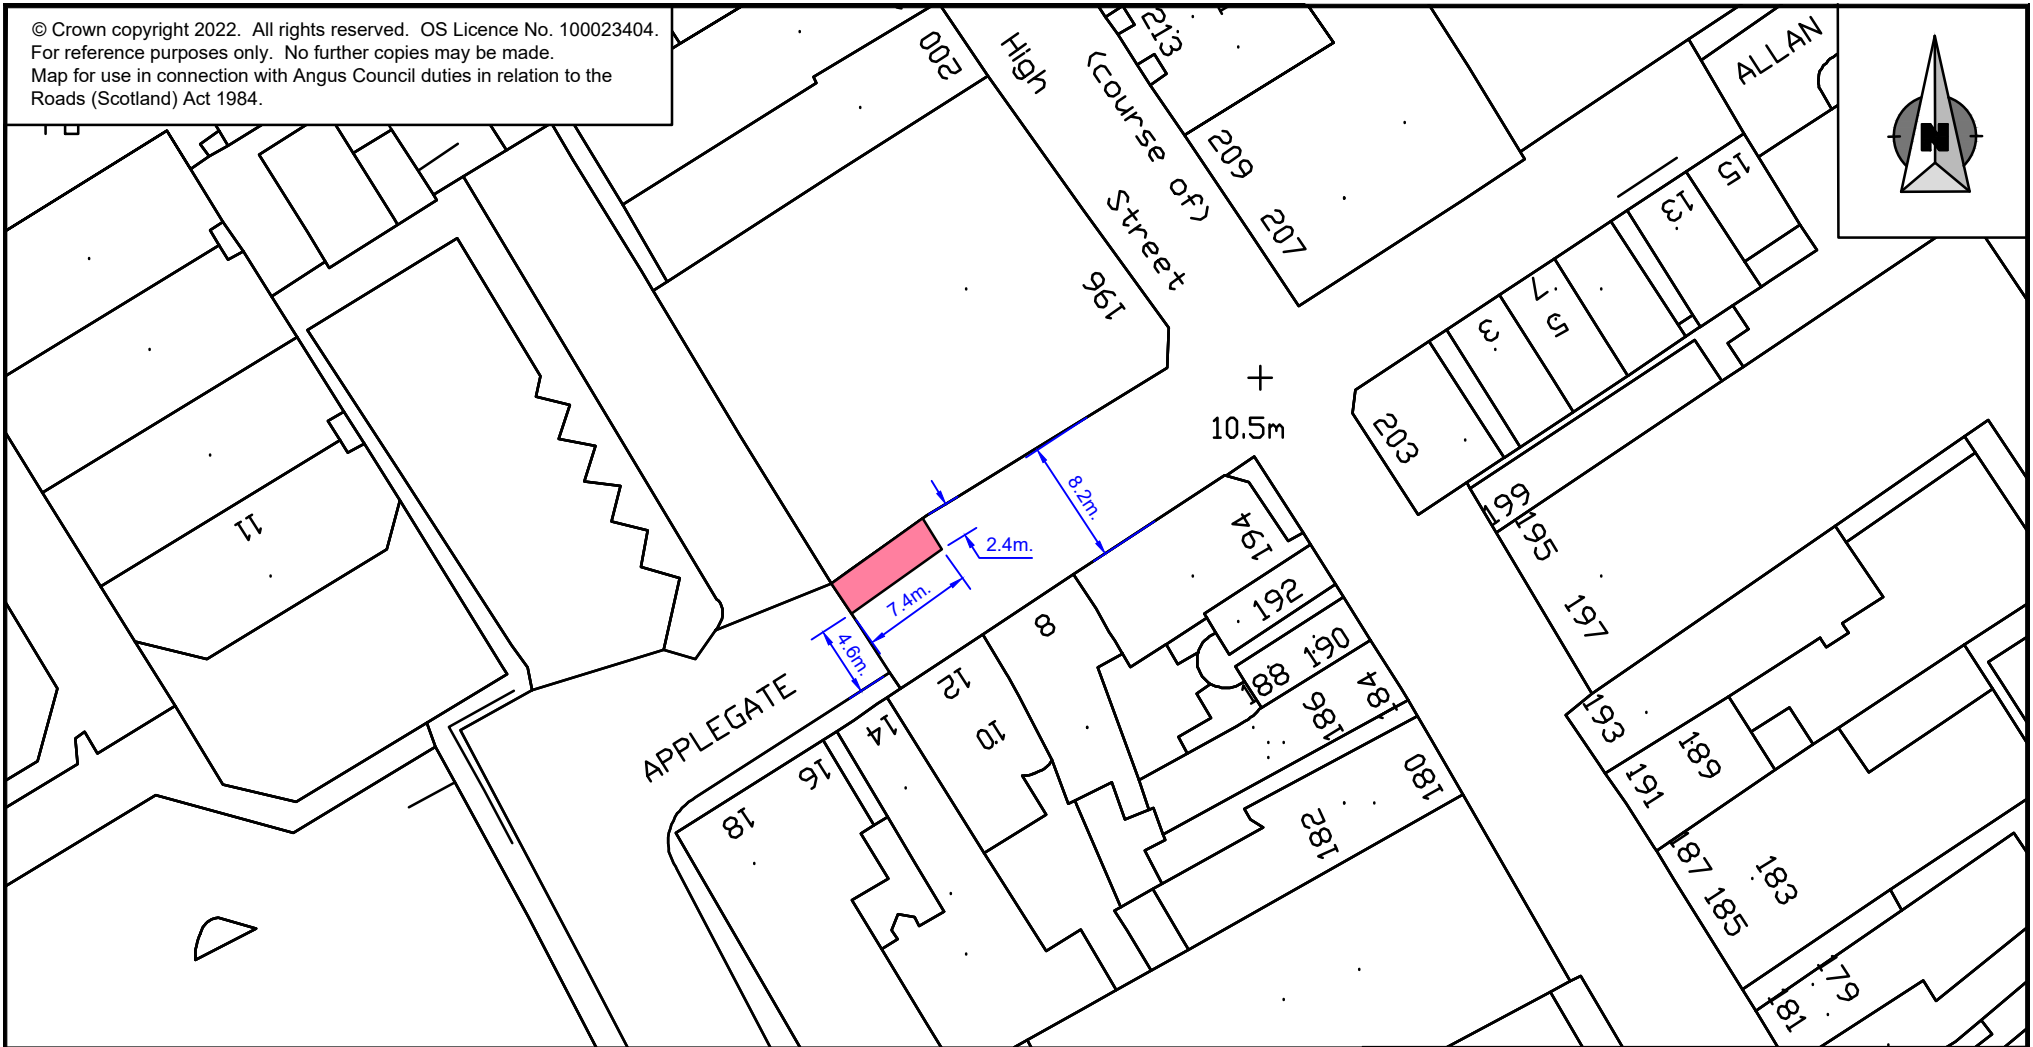 © Crown copyright 2022. All rights reserved. OS Licence No. 100023404.
For reference purposes only. No further copies may be made.
Map for use in connection with Angus Council duties in relation to the
Roads (Scotland) Act 1984.
N
ALLAN
200
High
(course of)
Street
213
209
207
196
15
13
7
5
3
203
10.5m
8.2m.
2.4m.
7.4m.
4.6m.
APPLEGATE
11
194
192
190
188
186
184
182
180
8
10
12
14
16
18
199
195
197
193
191
189
187
185
183
181
179